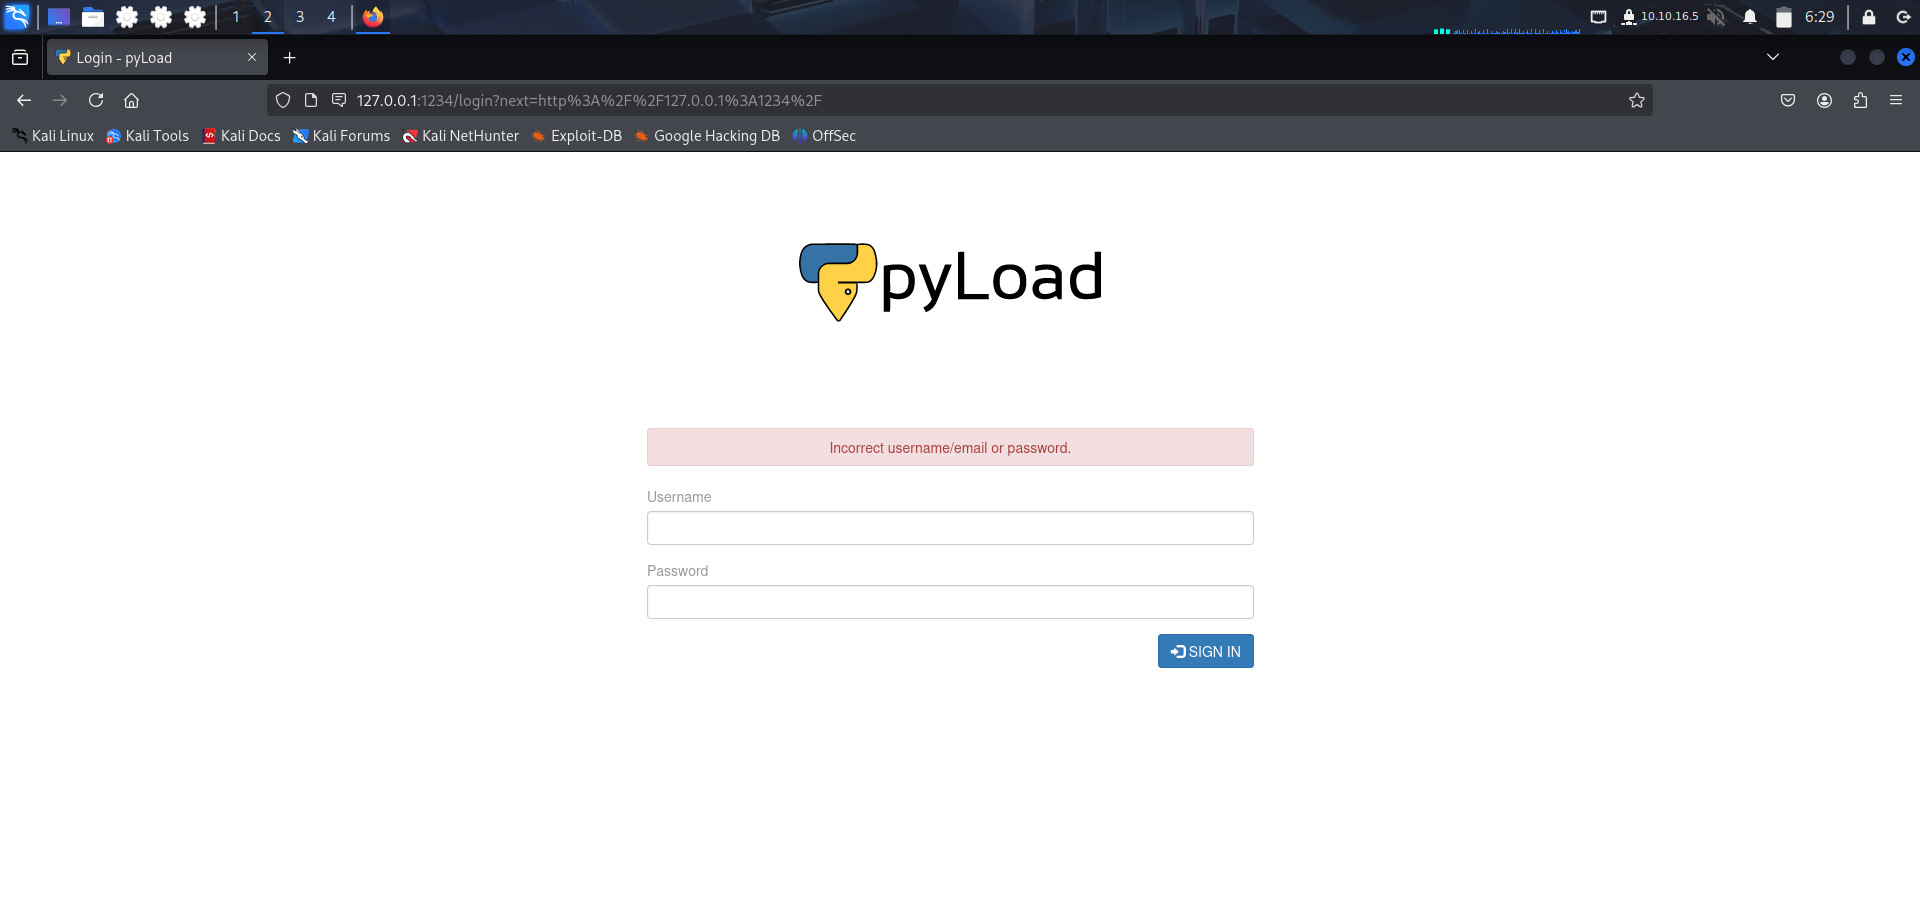 1 2 3 4 10.10.16.5 6:29
Login - pyLoad
127.0.0.1:1234/login?next=http%3A%2F%2F127.0.0.1%3A1234%2F
Kali Linux Kali Tools Kali Docs Kali Forums Kali NetHunter Exploit-DB Google Hacking DB OffSec
pyLoad
Incorrect username/email or password.
Username
Password
SIGN IN